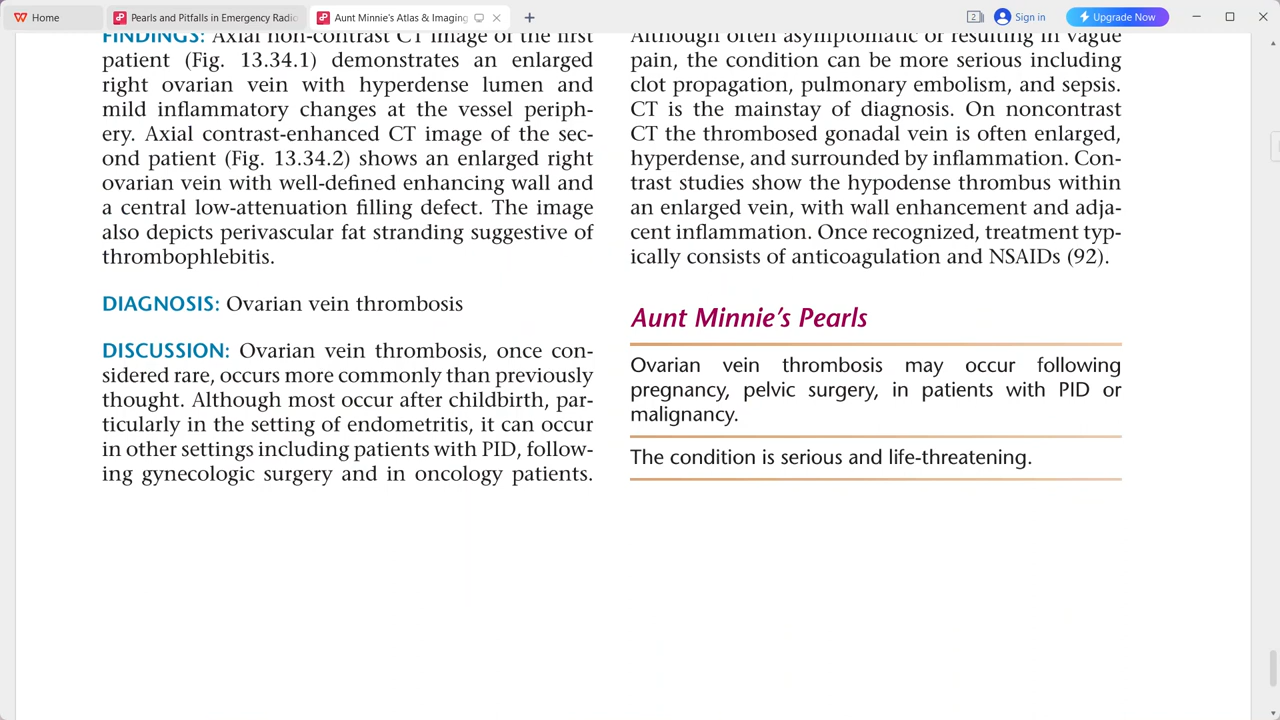 Home
Pearls and Pitfalls in Emergency Radio
Aunt Minnie's Atlas & Imaging
2
Sign in
Upgrade Now
FINDINGS: Axial non-contrast CT image of the first
patient (Fig. 13.34.1) demonstrates an enlarged
right ovarian vein with hyperdense lumen and
mild inflammatory changes at the vessel periph-
ery. Axial contrast-enhanced CT image of the sec-
ond patient (Fig. 13.34.2) shows an enlarged right
ovarian vein with well-defined enhancing wall and
a central low-attenuation filling defect. The image
also depicts perivascular fat stranding suggestive of
thrombophlebitis.
DIAGNOSIS: Ovarian vein thrombosis
DISCUSSION: Ovarian vein thrombosis, once con-
sidered rare, occurs more commonly than previously
thought. Although most occur after childbirth, par-
ticularly in the setting of endometritis, it can occur
in other settings including patients with PID, follow-
ing gynecologic surgery and in oncology patients.
Although often asymptomatic or resulting in vague
pain, the condition can be more serious including
clot propagation, pulmonary embolism, and sepsis.
CT is the mainstay of diagnosis. On noncontrast
CT the thrombosed gonadal vein is often enlarged,
hyperdense, and surrounded by inflammation. Con-
trast studies show the hypodense thrombus within
an enlarged vein, with wall enhancement and adja-
cent inflammation. Once recognized, treatment typ-
ically consists of anticoagulation and NSAIDs (92).
Aunt Minnie's Pearls
Ovarian vein thrombosis may occur following
pregnancy, pelvic surgery, in patients with PID or
malignancy.
The condition is serious and life-threatening.